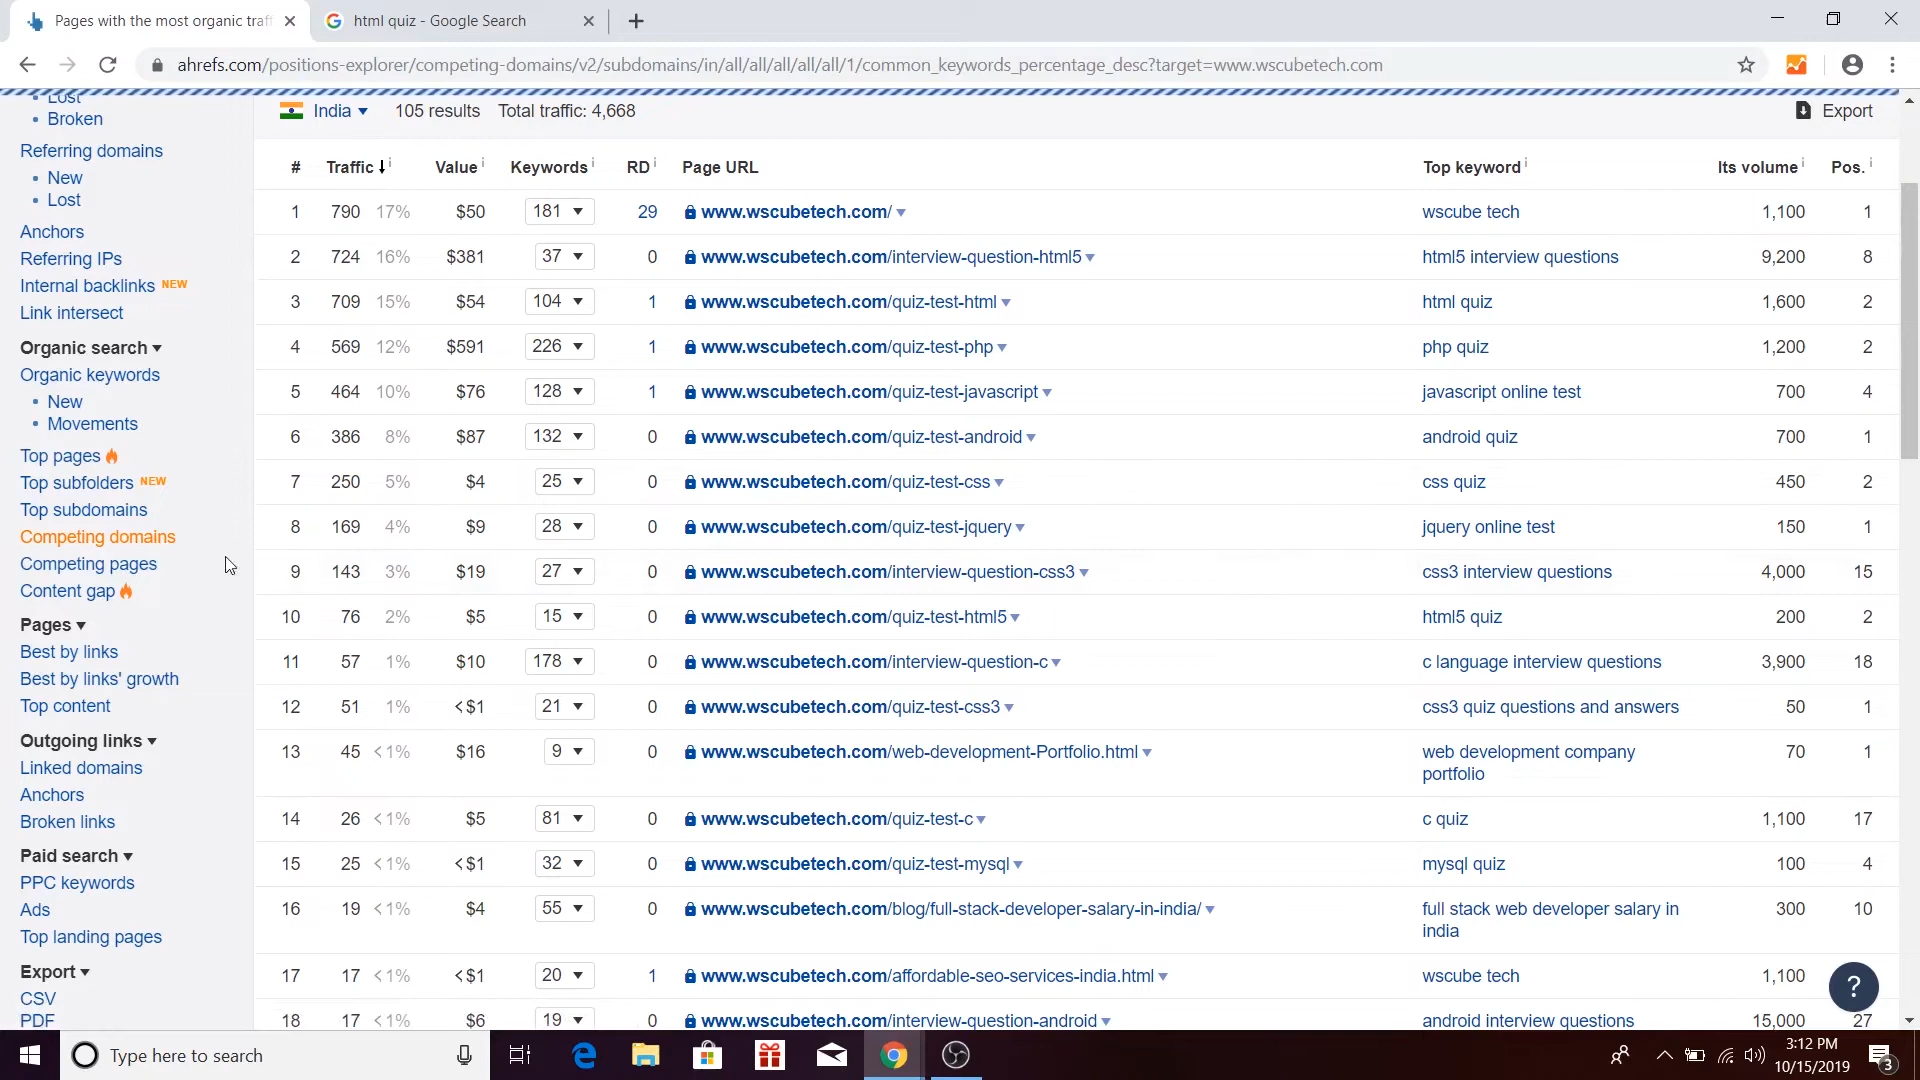 Pages with the most organic traff
html quiz - Google Search
ahrefs.com/positions-explorer/competing-domains/v2/subdomains/in/all/all/all/all/all/1/common_keywords_percentage_desc?target=www.wscubetech.com
Lost
Broken
Referring domains
New
Lost
Anchors
Referring IPs
Internal backlinks NEW
Link intersect
Organic search
Organic keywords
New
Movements
Top pages
Top subfolders NEW
Top subdomains
Competing domains
Competing pages
Content gap
Pages
Best by links
Best by links' growth
Top content
Outgoing links
Linked domains
Anchors
Broken links
Paid search
PPC keywords
Ads
Top landing pages
Export
CSV
PDF
India 105 results Total traffic: 4,668 Export
# Traffic i Value i Keywords i RD i Page URL Top keyword i Its volume i Pos. i
1 790 17% $50 181 29 www.wscubetech.com/ wscube tech 1,100 1
2 724 16% $381 37 0 www.wscubetech.com/interview-question-html5 html5 interview questions 9,200 8
3 709 15% $54 104 1 www.wscubetech.com/quiz-test-html html quiz 1,600 2
4 569 12% $591 226 1 www.wscubetech.com/quiz-test-php php quiz 1,200 2
5 464 10% $76 128 1 www.wscubetech.com/quiz-test-javascript javascript online test 700 4
6 386 8% $87 132 0 www.wscubetech.com/quiz-test-android android quiz 700 1
7 250 5% $4 25 0 www.wscubetech.com/quiz-test-css css quiz 450 2
8 169 4% $9 28 0 www.wscubetech.com/quiz-test-jquery jquery online test 150 1
9 143 3% $19 27 0 www.wscubetech.com/interview-question-css3 css3 interview questions 4,000 15
10 76 2% $5 15 0 www.wscubetech.com/quiz-test-html5 html5 quiz 200 2
11 57 1% $10 178 0 www.wscubetech.com/interview-question-c c language interview questions 3,900 18
12 51 1% <$1 21 0 www.wscubetech.com/quiz-test-css3 css3 quiz questions and answers 50 1
13 45 <1% $16 9 0 www.wscubetech.com/web-development-Portfolio.html web development company 70 1
portfolio
14 26 <1% $5 81 0 www.wscubetech.com/quiz-test-c c quiz 1,100 17
15 25 <1% <$1 32 0 www.wscubetech.com/quiz-test-mysql mysql quiz 100 4
16 19 <1% $4 55 0 www.wscubetech.com/blog/full-stack-developer-salary-in-india/ full stack web developer salary in 300 10
india
17 17 <1% <$1 20 1 www.wscubetech.com/affordable-seo-services-india.html wscube tech 1,100
18 17 <1% $6 19 0 www.wscubetech.com/interview-question-android android interview questions 15,000 27
?
Type here to search
3:12 PM
10/15/2019
3